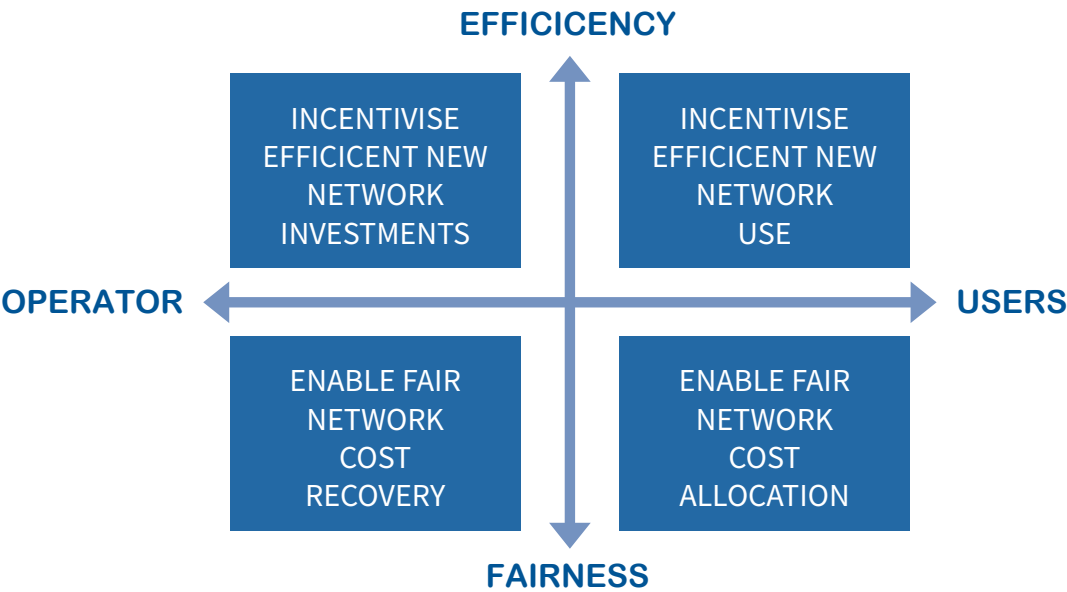 EFFICICENCY
INCENTIVISE
EFFICICENT NEW
NETWORK
INVESTMENTS
INCENTIVISE
EFFICICENT NEW
NETWORK
USE
OPERATOR
USERS
ENABLE FAIR
NETWORK
COST
RECOVERY
ENABLE FAIR
NETWORK
COST
ALLOCATION
FAIRNESS